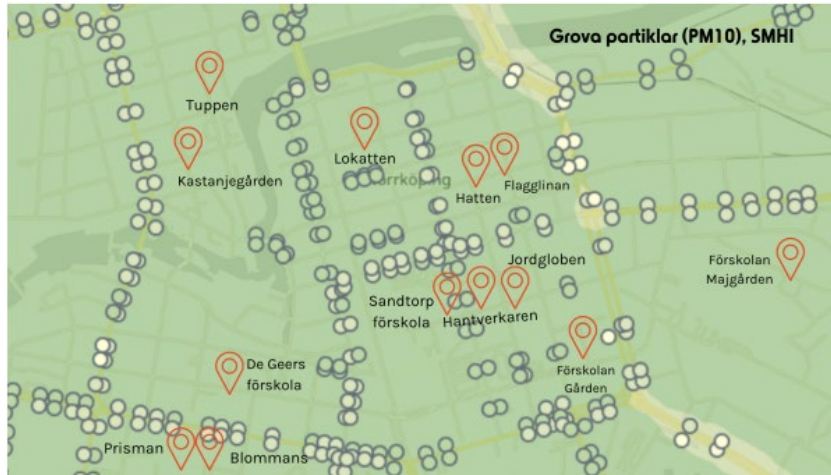 Grova partiklar (PM10), SMHI
Tuppen
Kastanjegården
Lokatten
Norrköping
Hatten
Flagglinan
Jordgloben
Förskolan
Majgården
Sandtorp
förskola
Hantverkaren
De Geers
förskola
Förskolan
Gården
Prisman
Blommans